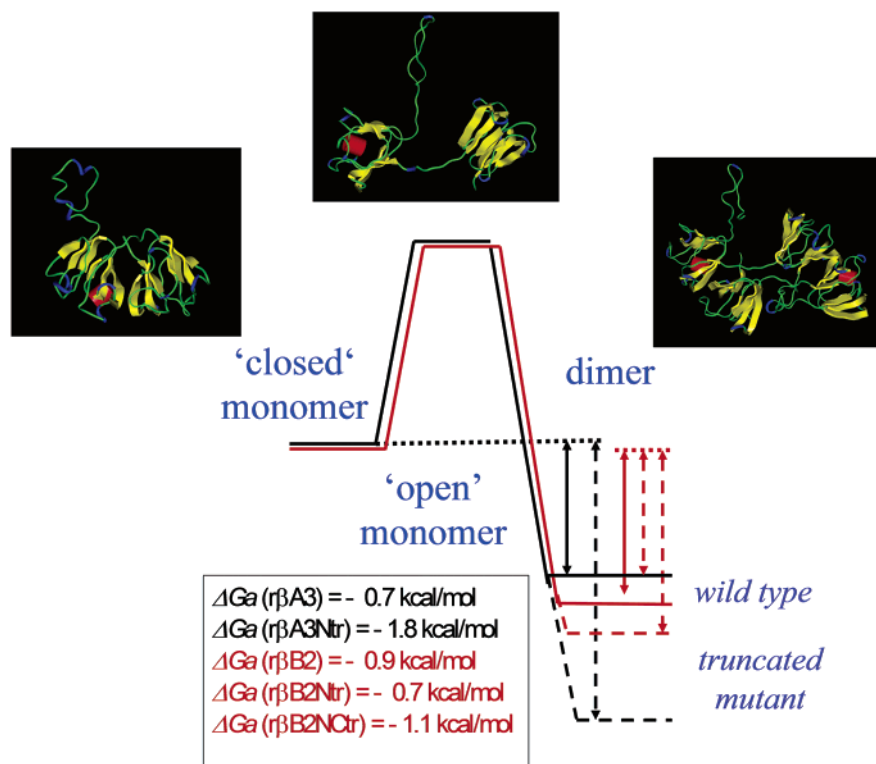 ‘closed‘
monomer
dimer
‘open’
monomer
ΔGa (rβA3) = - 0.7 kcal/mol
ΔGa (rβA3Ntr) = - 1.8 kcal/mol
ΔGa (rβB2) = - 0.9 kcal/mol
ΔGa (rβB2Ntr) = - 0.7 kcal/mol
ΔGa (rβB2NCtr) = - 1.1 kcal/mol
wild type
truncated
mutant